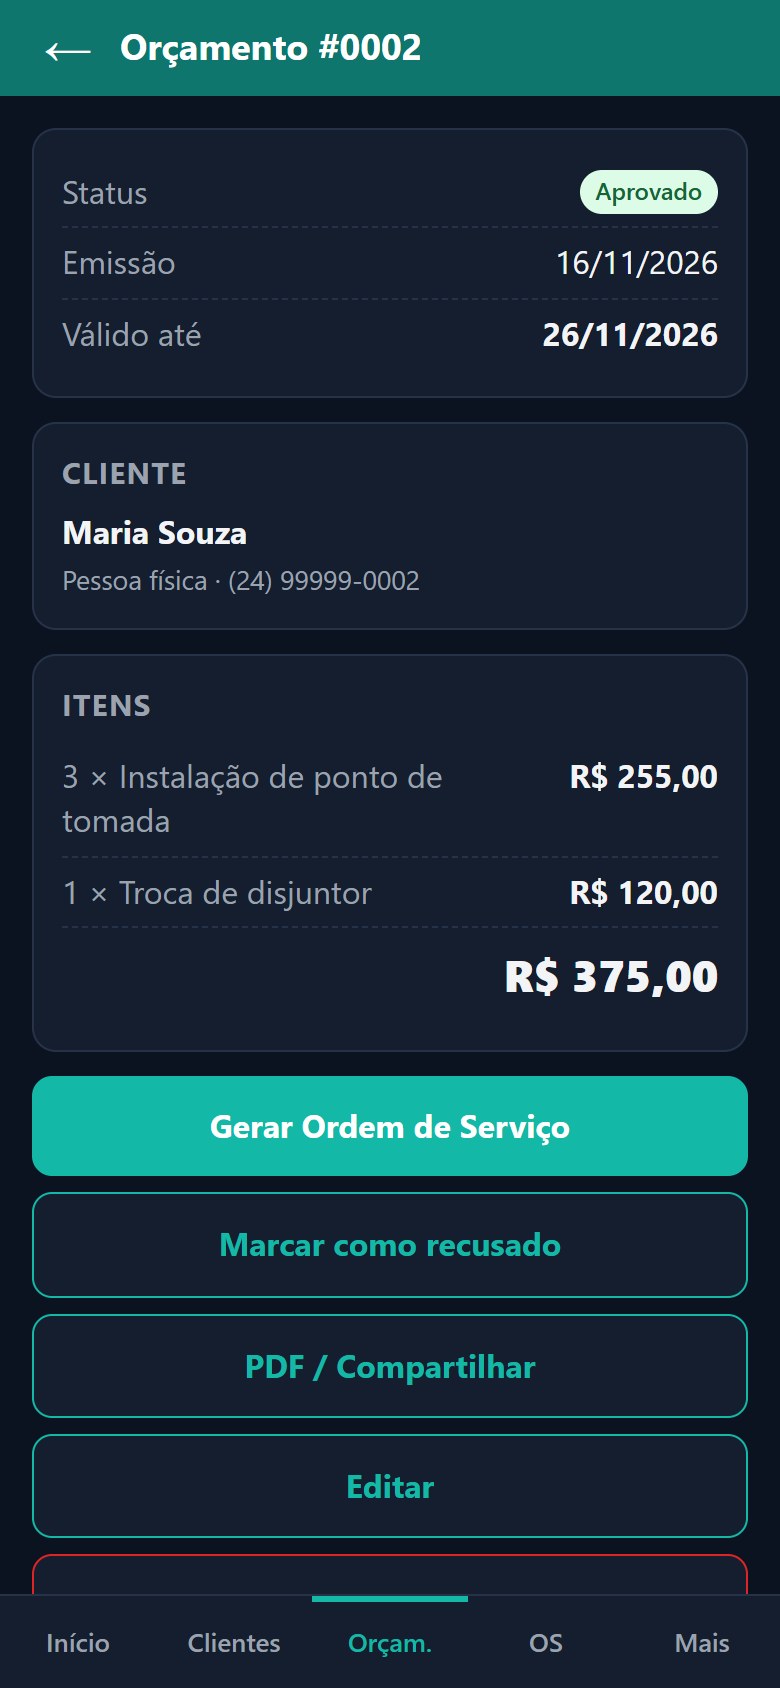 ← Orçamento #0002
Status Aprovado
Emissão 16/11/2026
Válido até 26/11/2026
CLIENTE
Maria Souza
Pessoa física · (24) 99999-0002
ITENS
3 × Instalação de ponto de tomada R$ 255,00
1 × Troca de disjuntor R$ 120,00
R$ 375,00
Gerar Ordem de Serviço
Marcar como recusado
PDF / Compartilhar
Editar
Início Clientes Orçam. OS Mais